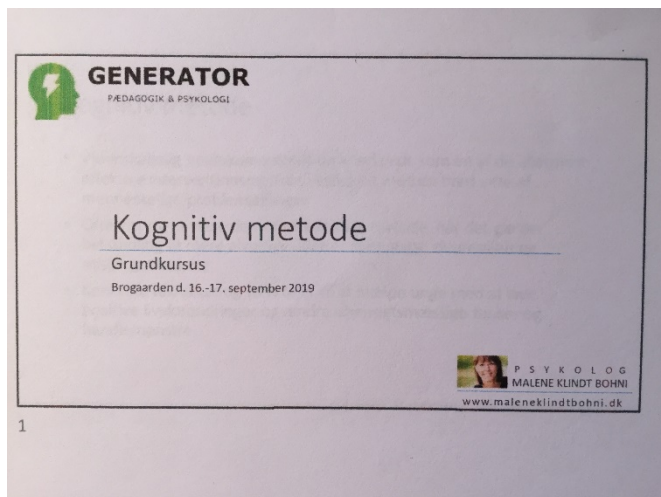 GENERATOR
PÆDAGOGIK & PSYKOLOGI
Kognitiv metode
Grundkursus
Brogaarden d. 16.-17. september 2019
PSYKOLOG
MALENE KLINDT BOHNI
www.maleneklindtbohni.dk
1